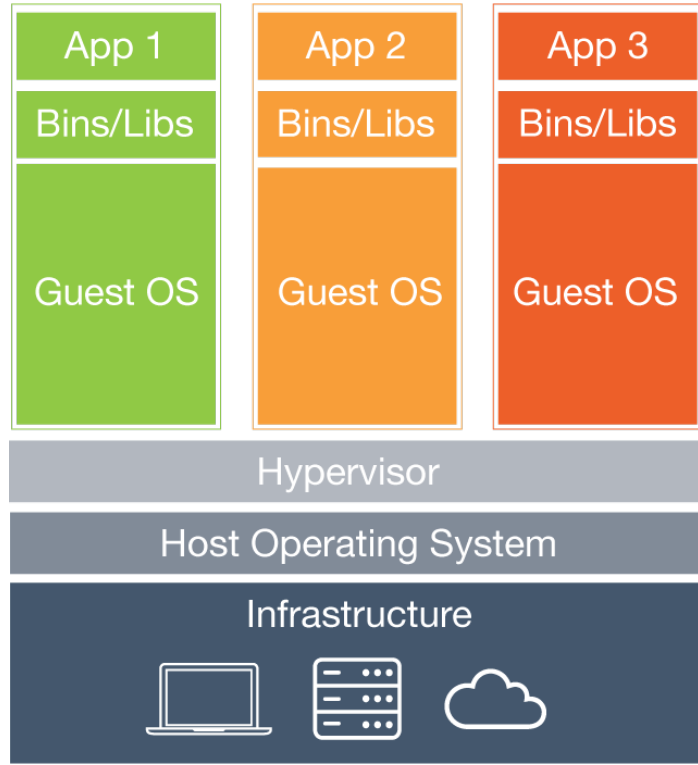 App 1
App 2
App 3
Bins/Libs
Bins/Libs
Bins/Libs
Guest OS
Guest OS
Guest OS
Hypervisor
Host Operating System
Infrastructure